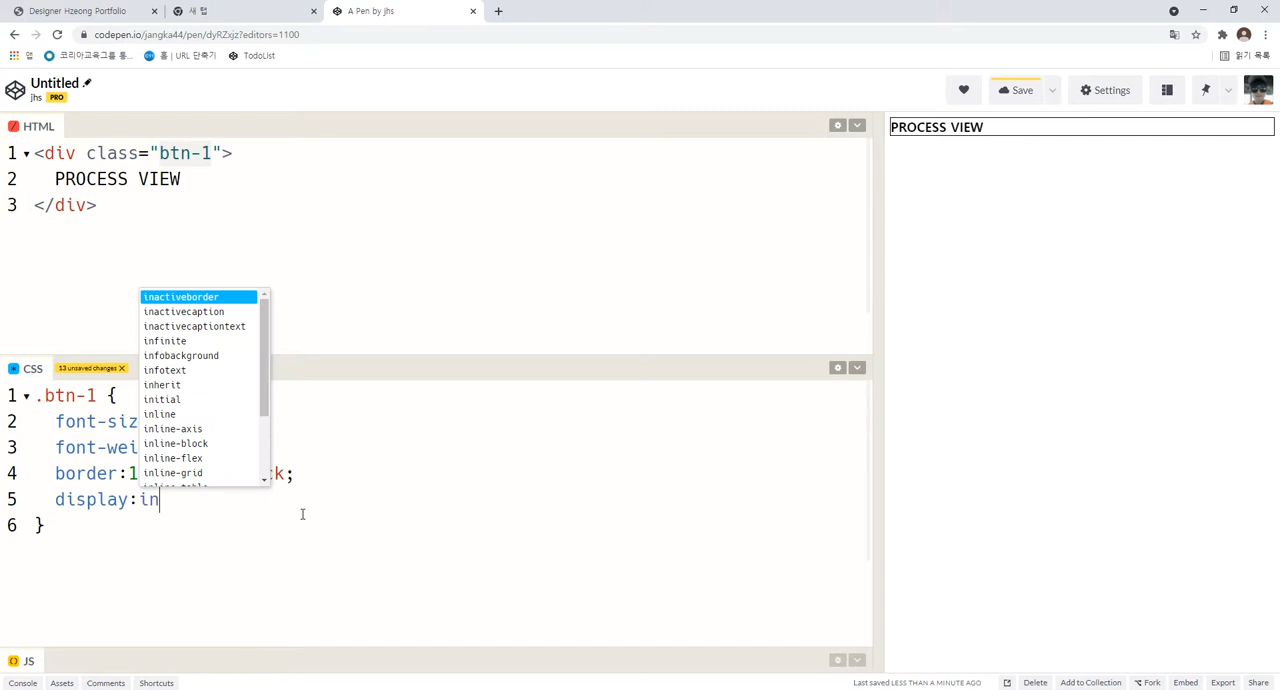 Designer Hzeong Portfolio
새 탭
A Pen by jhs
codepen.io/jangka44/pen/dyRZxjz?editors=1100
앱
코리아교육그룹 통...
홈 | URL 단축기
TodoList
읽기 목록
Untitled
jhs PRO
Save
Settings
HTML
1 <div class="btn-1">
2 PROCESS VIEW
3 </div>
PROCESS VIEW
inactiveborder
inactivecaption
inactivecaptiontext
infinite
infobackground
infotext
inherit
initial
inline
inline-axis
inline-block
inline-flex
inline-grid
CSS
13 unsaved changes X
1 .btn-1 {
2 font-siz
3 font-wei
4 border:1 ck;
5 display:in
6 }
JS
Console
Assets
Comments
Shortcuts
Last saved LESS THAN A MINUTE AGO
Delete
Add to Collection
Fork
Embed
Export
Share